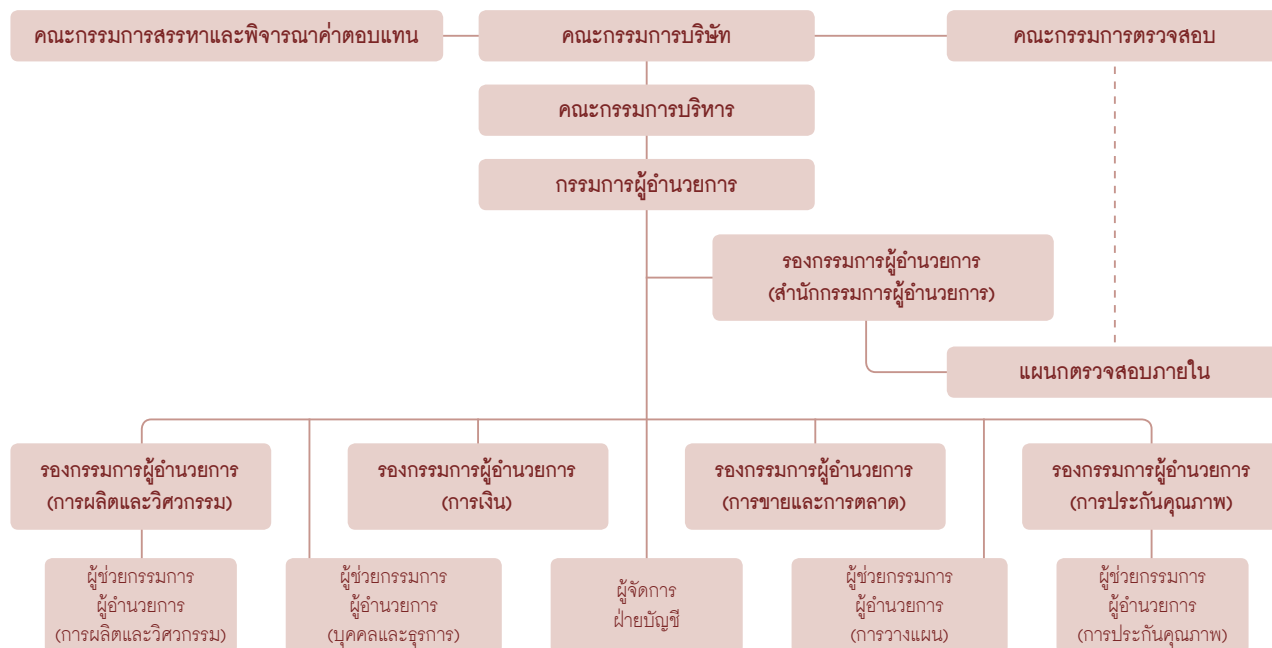 คณะกรรมการสรรหาและพิจารณาค่าตอบแทน
คณะกรรมการบริษัท
คณะกรรมการตรวจสอบ
คณะกรรมการบริหาร
กรรมการผู้อำนวยการ
รองกรรมการผู้อำนวยการ
(สำนักกรรมการผู้อำนวยการ)
แผนกตรวจสอบภายใน
รองกรรมการผู้อำนวยการ
(การผลิตและวิศวกรรม)
รองกรรมการผู้อำนวยการ
(การเงิน)
รองกรรมการผู้อำนวยการ
(การขายและการตลาด)
รองกรรมการผู้อำนวยการ
(การประกันคุณภาพ)
ผู้ช่วยกรรมการ
ผู้อำนวยการ
(การผลิตและวิศวกรรม)
ผู้ช่วยกรรมการ
ผู้อำนวยการ
(บุคคลและธุรการ)
ผู้จัดการ
ฝ่ายบัญชี
ผู้ช่วยกรรมการ
ผู้อำนวยการ
(การวางแผน)
ผู้ช่วยกรรมการ
ผู้อำนวยการ
(การประกันคุณภาพ)